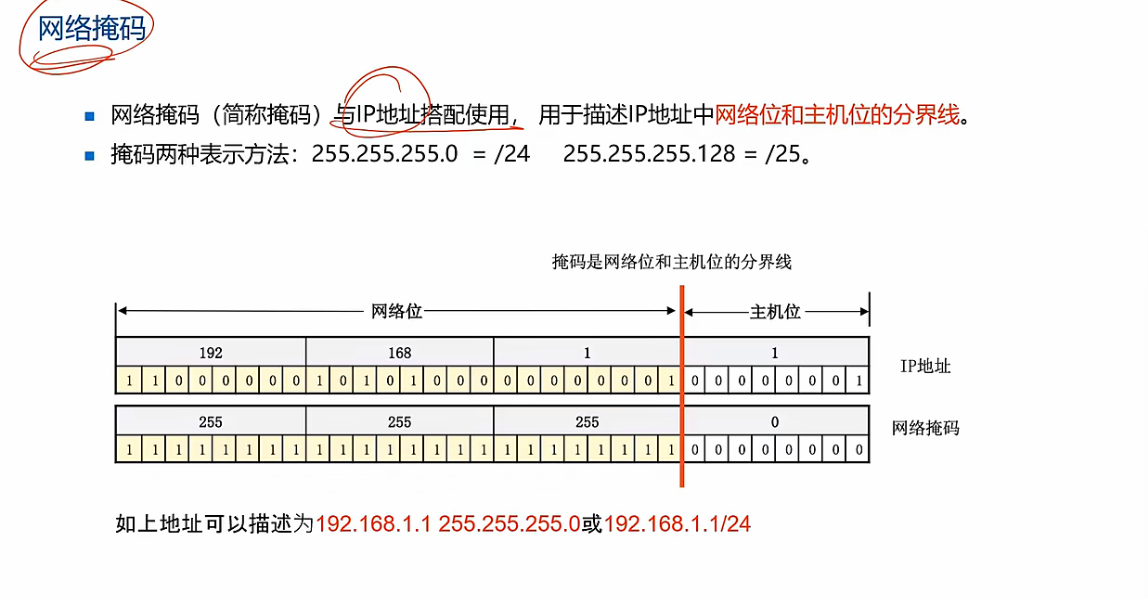 网络掩码
网络掩码（简称掩码）与IP地址搭配使用，用于描述IP地址中网络位和主机位的分界线。
掩码两种表示方法：255.255.255.0 = /24 255.255.255.128 = /25。
掩码是网络位和主机位的分界线
网络位 主机位
192 168 1 1
IP地址
1 1 0 0 0 0 0 0 1 0 1 0 1 0 0 0 0 0 0 0 0 0 0 1 0 0 0 0 0 0 0 1
255 255 255 0
网络掩码
1 1 1 1 1 1 1 1 1 1 1 1 1 1 1 1 1 1 1 1 1 1 1 1 0 0 0 0 0 0 0 0
如上地址可以描述为192.168.1.1 255.255.255.0或192.168.1.1/24